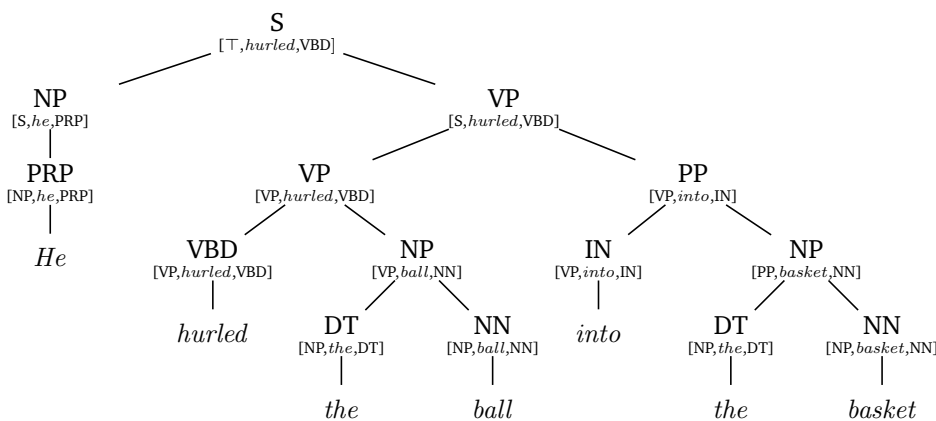 S
[⊤,hurled,VBD]
NP VP
[S,he,PRP] [S,hurled,VBD]
PRP VP PP
[NP,he,PRP] [VP,hurled,VBD] [VP,into,IN]
He VBD NP IN NP
[VP,hurled,VBD] [VP,ball,NN] [VP,into,IN] [PP,basket,NN]
hurled DT NN into DT NN
[NP,the,DT] [NP,ball,NN] [NP,the,DT] [NP,basket,NN]
the ball the basket